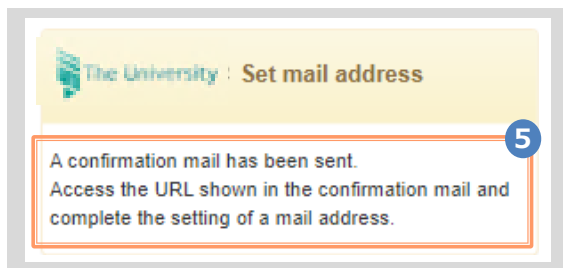 The University : Set mail address
5
A confirmation mail has been sent.
Access the URL shown in the confirmation mail and
complete the setting of a mail address.